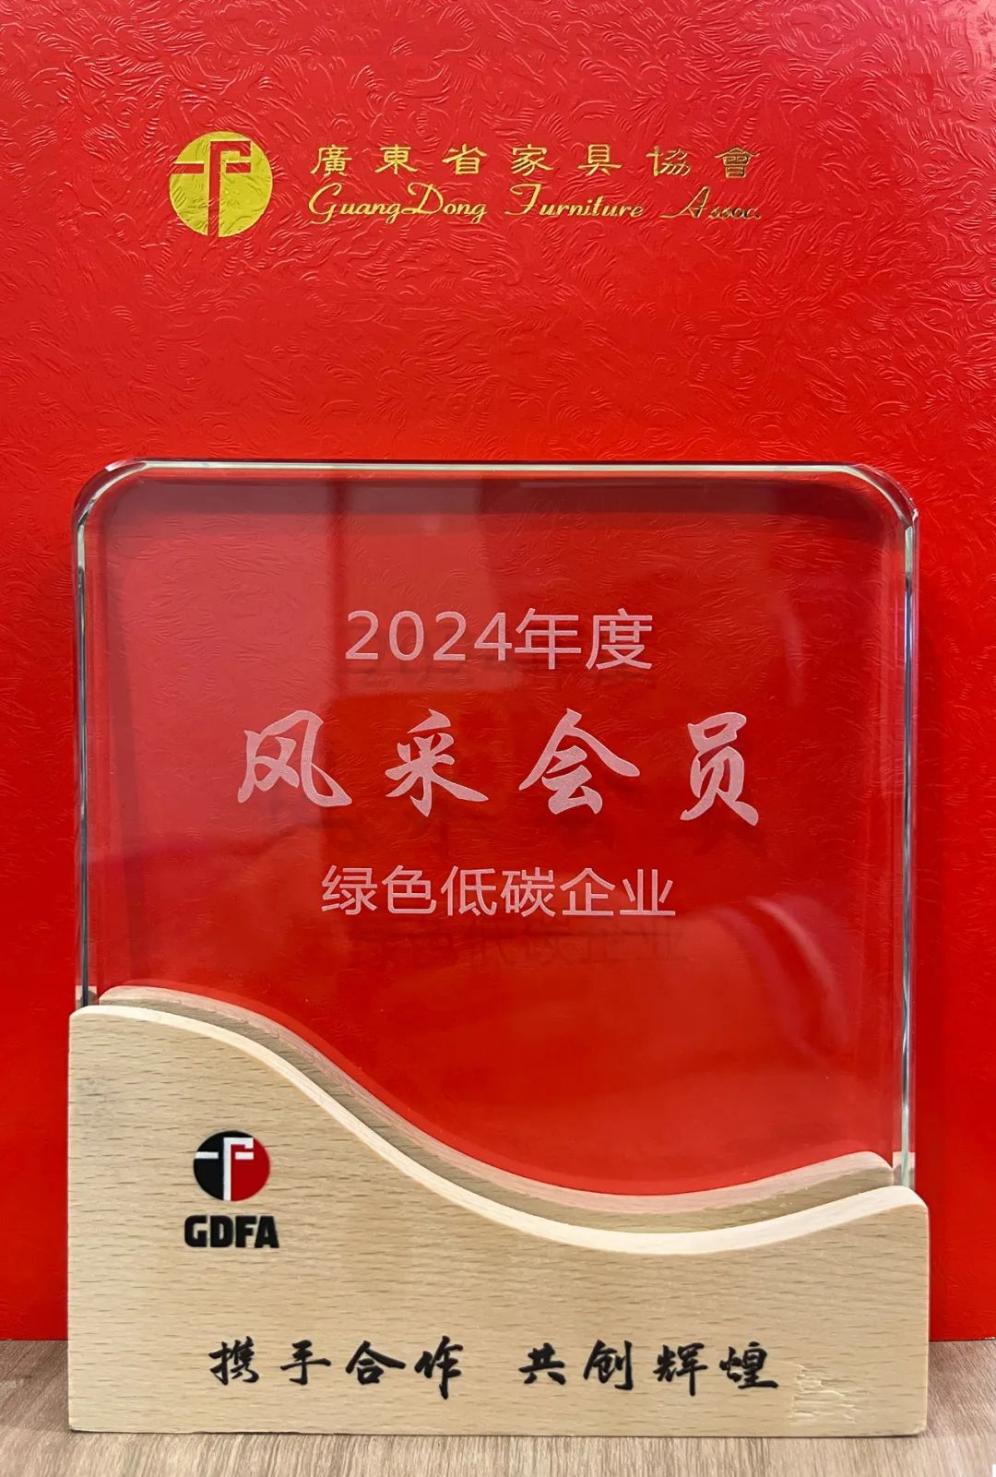 廣東省家具協會
GuangDong Furniture Assoc.
2024年度
风采会员
绿色低碳企业
GDFA
携手合作 共创辉煌